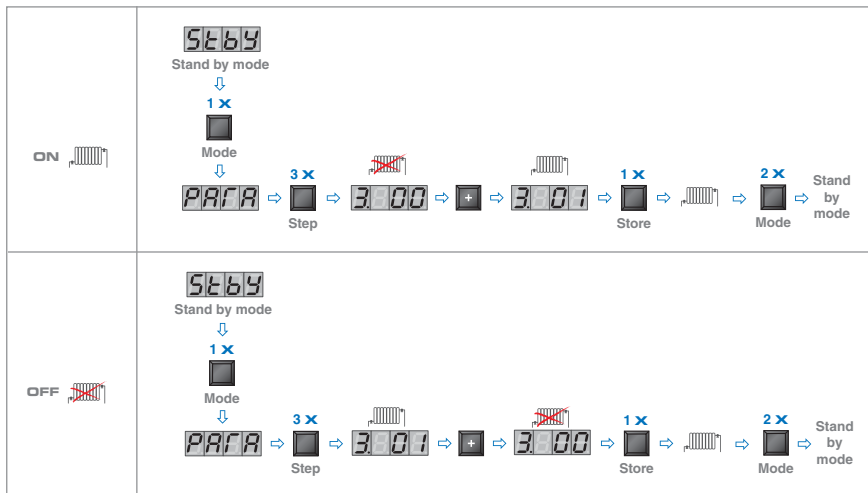 Stby
Stand by mode
1 X
Mode
ON
PARA
3 X
Step
3. 00
+
3. 01
1 X
Store
2 X
Mode
Stand
by
mode
Stby
Stand by mode
1 X
Mode
OFF
PARA
3 X
Step
3. 01
+
3. 00
1 X
Store
2 X
Mode
Stand
by
mode